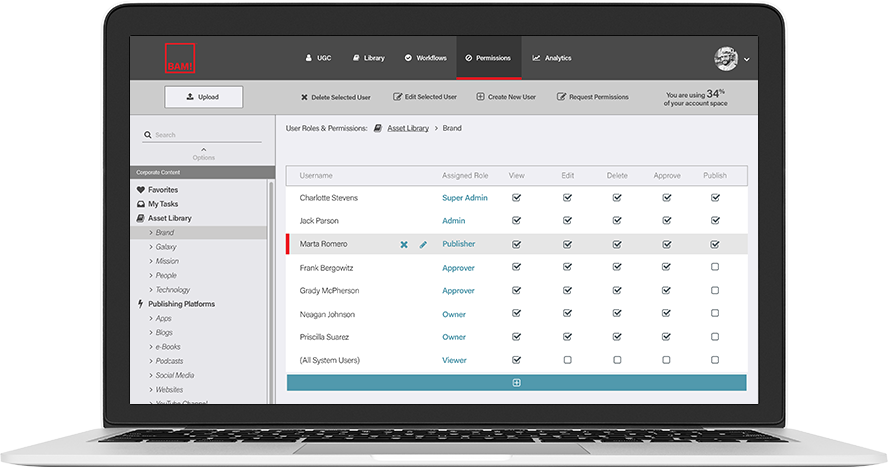 BAM!
UGC
Library
Workflows
Permissions
Analytics
Upload
Delete Selected User
Edit Selected User
Create New User
Request Permissions
You are using 34%
of your account space
Search
Options
Corporate Content
Favorites
My Tasks
Asset Library
> Brand
> Galaxy
> Mission
> People
> Technology
Publishing Platforms
> Apps
> Blogs
> e-Books
> Podcasts
> Social Media
> Websites
> YouTube Channel
User Roles & Permissions: Asset Library > Brand
Username Assigned Role View Edit Delete Approve Publish
Charlotte Stevens Super Admin
Jack Parson Admin
Marta Romero Publisher
Frank Bergowitz Approver
Grady McPherson Approver
Neagan Johnson Owner
Priscilla Suarez Owner
(All System Users) Viewer